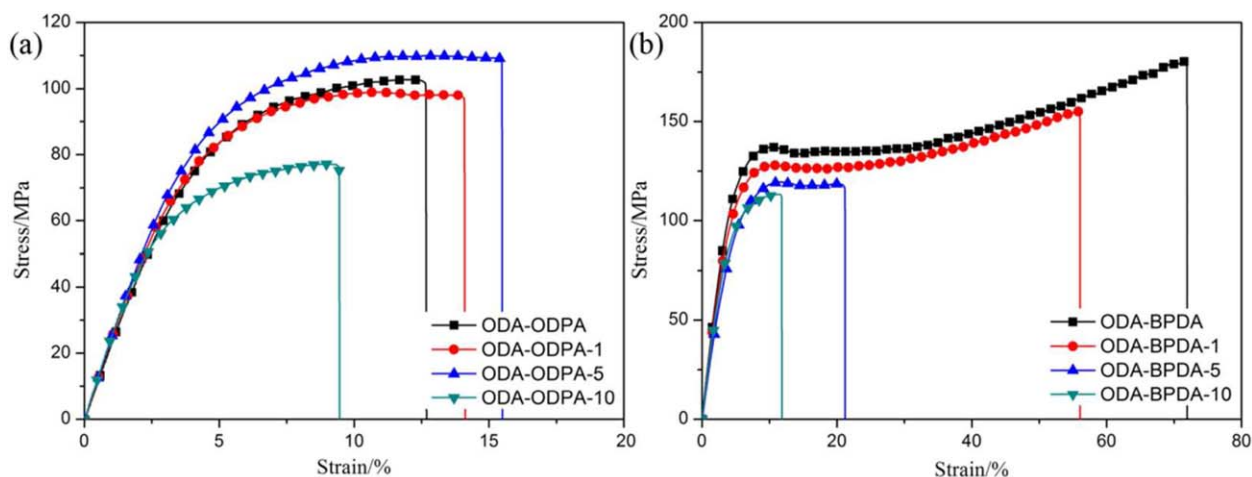 (a)
Stress/MPa
120
100
80
60
40
20
0
ODA-ODPA
ODA-ODPA-1
ODA-ODPA-5
ODA-ODPA-10
0 5 10 15 20
Strain/%
(b)
Stress/MPa
200
150
100
50
0
ODA-BPDA
ODA-BPDA-1
ODA-BPDA-5
ODA-BPDA-10
0 20 40 60 80
Strain/%